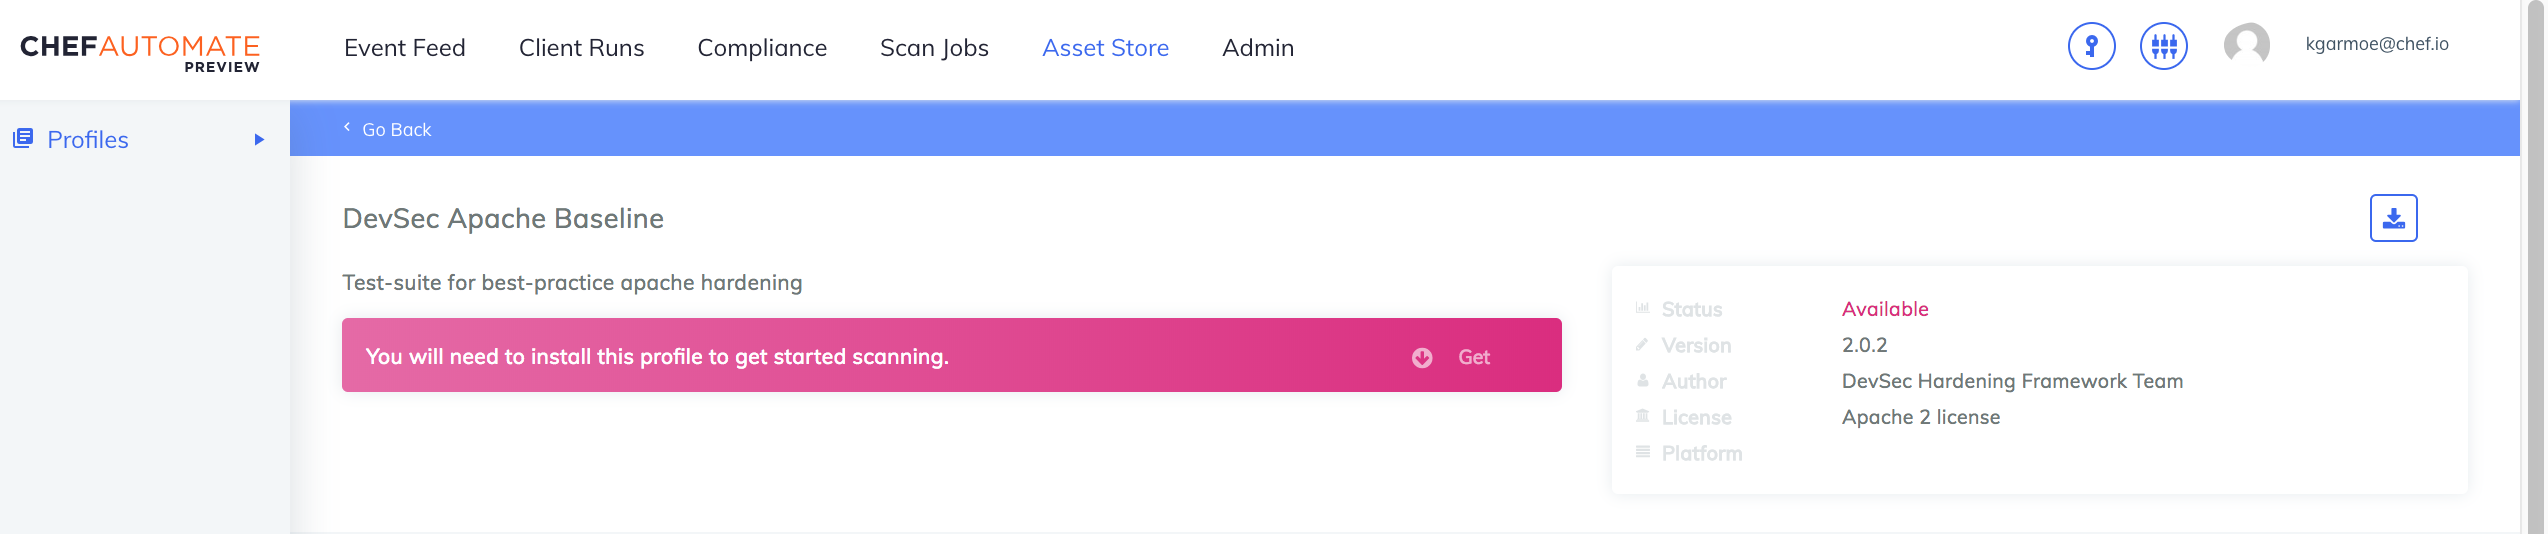 CHEFAUTOMATE
PREVIEW
Event Feed
Client Runs
Compliance
Scan Jobs
Asset Store
Admin
kgarmoe@chef.io
Profiles
Go Back
DevSec Apache Baseline
Test-suite for best-practice apache hardening
You will need to install this profile to get started scanning.
Get
Status Available
Version 2.0.2
Author DevSec Hardening Framework Team
License Apache 2 license
Platform